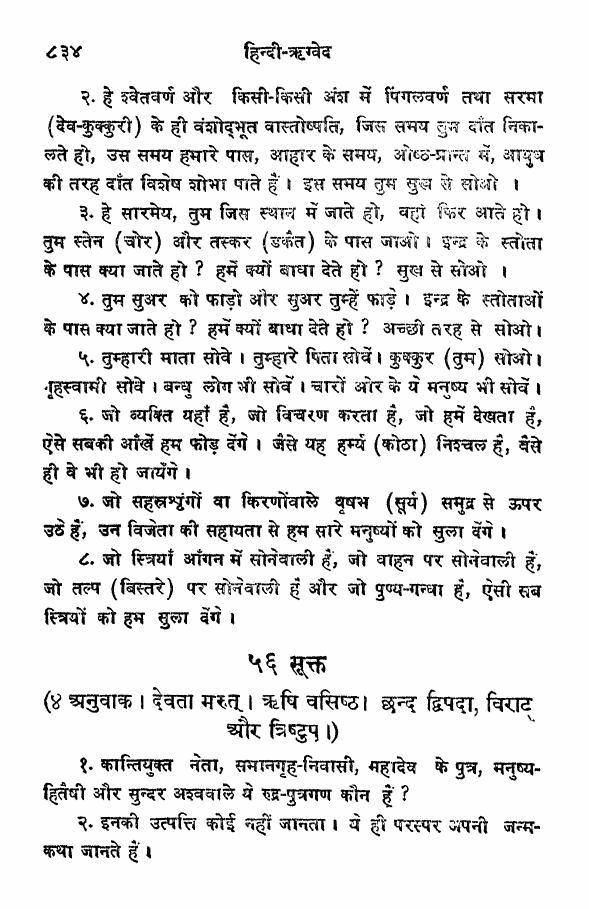 ८३४ हिन्दी-ऋग्वेद
२. हे श्वेतवर्ण और किसी-किसी अंश में पिंगलवर्ण तथा सरमा
(देव-कुक्कुरी) के ही वंशोद्भूत वास्तोष्पति, जिस समय तुम दाँत निका-
लते हो, उस समय हमारे पास, आहार के समय, ओष्ठ-प्रान्त में, आयुध
की तरह दाँत विशेष शोभा पाते हैं। इस समय तुम सुख से सोओ ।
३. हे सारमेय, तुम जिस स्थान में जाते हो, वहां फिर आते हो।
तुम स्तेन (चोर) और तस्कर (डकैत) के पास जाओ। इन्द्र के स्तोता
के पास क्या जाते हो ? हमें क्यों बाधा देते हो ? सुख से सोओ ।
४. तुम सुअर को फाड़ो और सुअर तुम्हें फाड़े। इन्द्र के स्तोताओं
के पास क्या जाते हो ? हमें क्यों बाधा देते हो ? अच्छी तरह से सोओ।
५. तुम्हारी माता सोवे। तुम्हारे पिता सोवें। कुक्कुर (तुम) सोओ।
गृहस्वामी सोवे। बन्धु लोग भी सोवें। चारों ओर के ये मनुष्य भी सोवें।
६. जो व्यक्ति यहाँ है, जो विचरण करता है, जो हमें देखता है,
ऐसे सबकी आँखें हम फोड़ देंगे। जैसे यह हर्म्य (कोठा) निश्चल है, वैसे
ही वे भी हो जायँगे।
७. जो सहस्रशृंगों वा किरणोंवाले वृषभ (सूर्य) समुद्र से ऊपर
उठे हैं, उन विजेता की सहायता से हम सारे मनुष्यों को सुला देंगे।
८. जो स्त्रियाँ आँगन में सोनेवाली हैं, जो वाहन पर सोनेवाली हैं,
जो तल्प (बिस्तरे) पर सोनेवाली हैं और जो पुण्य-गन्धा हैं, ऐसी सब
स्त्रियों को हम सुला देंगे।
५६ सूक्त
(४ अनुवाक। देवता मरुत्। ऋषि वसिष्ठ। छन्द द्विपदा, विराट्
और त्रिष्टुप्।)
१. कान्तियुक्त नेता, समानगृह-निवासी, महादेव के पुत्र, मनुष्य-
हितैषी और सुन्दर अश्ववाले ये रुद्र-पुत्रगण कौन हैं ?
२. इनकी उत्पत्ति कोई नहीं जानता। ये ही परस्पर अपनी जन्म-
कथा जानते हैं।